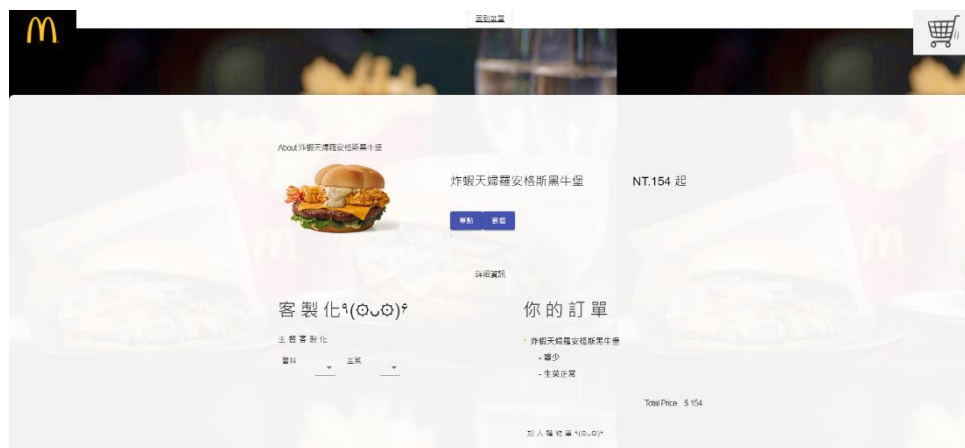 回到菜單
About 炸蝦天婦羅安格斯黑牛堡
炸蝦天婦羅安格斯黑牛堡
NT.154 起
單點 套餐
詳細資訊
客製化٩(ʘᴗʘ)۶
你的訂單
主餐客製化
炸蝦天婦羅安格斯黑牛堡
醬料 生菜
- 醬少
- 生菜正常
Total Price $ 154
加入購物車٩(ʘᴗʘ)۶